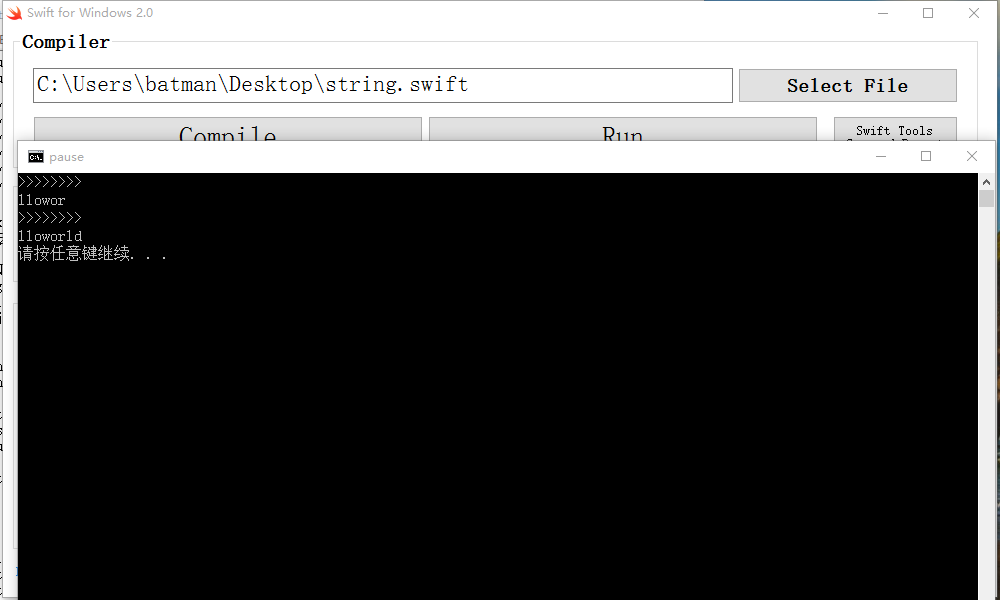 Swift for Windows 2.0
Compiler
C:\Users\batman\Desktop\string.swift
Select File
Compile
Run
Swift Tools
pause
>>>>>>>>
llowor
>>>>>>>>
lloworld
请按任意键继续. . .